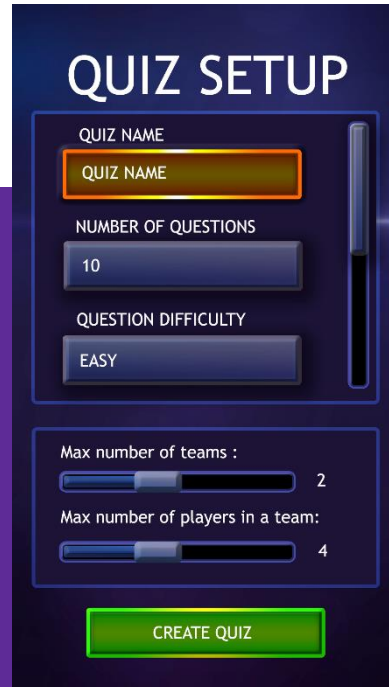 QUIZ SETUP
QUIZ NAME
QUIZ NAME
NUMBER OF QUESTIONS
10
QUESTION DIFFICULTY
EASY
Max number of teams :
2
Max number of players in a team:
4
CREATE QUIZ